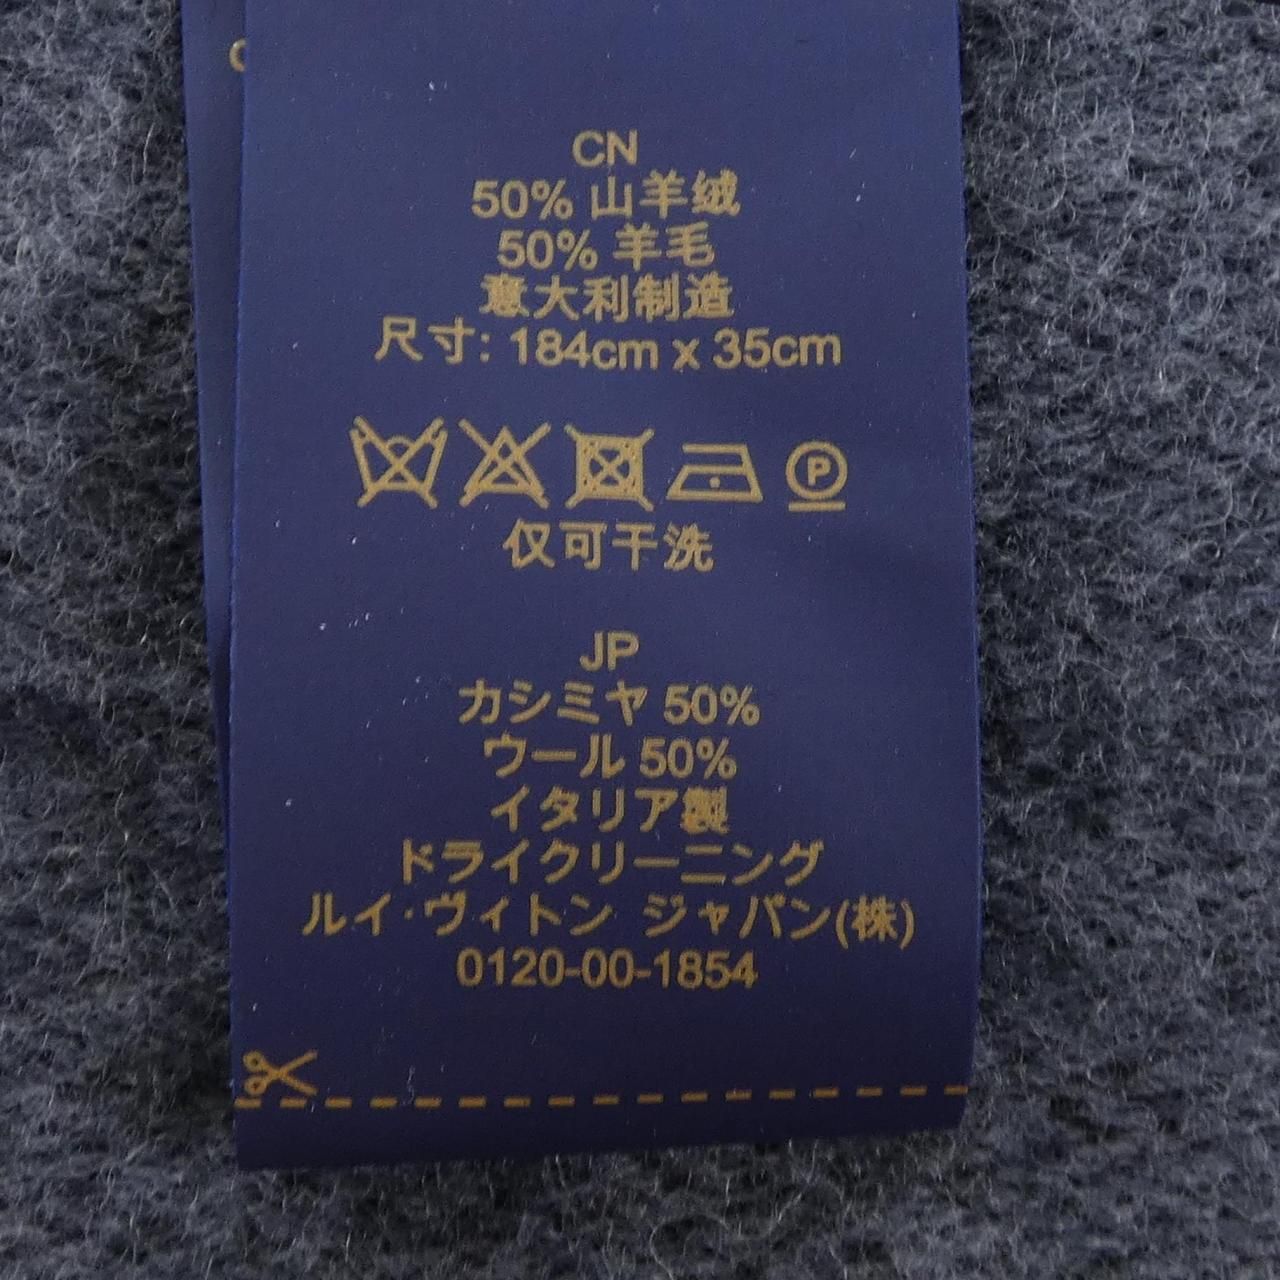 CN
50% 山羊绒
50% 羊毛
意大利制造
尺寸: 184cm x 35cm
P
仅可干洗
JP
カシミヤ 50%
ウール 50%
イタリア製
ドライクリーニング
ルイ・ヴィトン ジャパン(株)
0120-00-1854